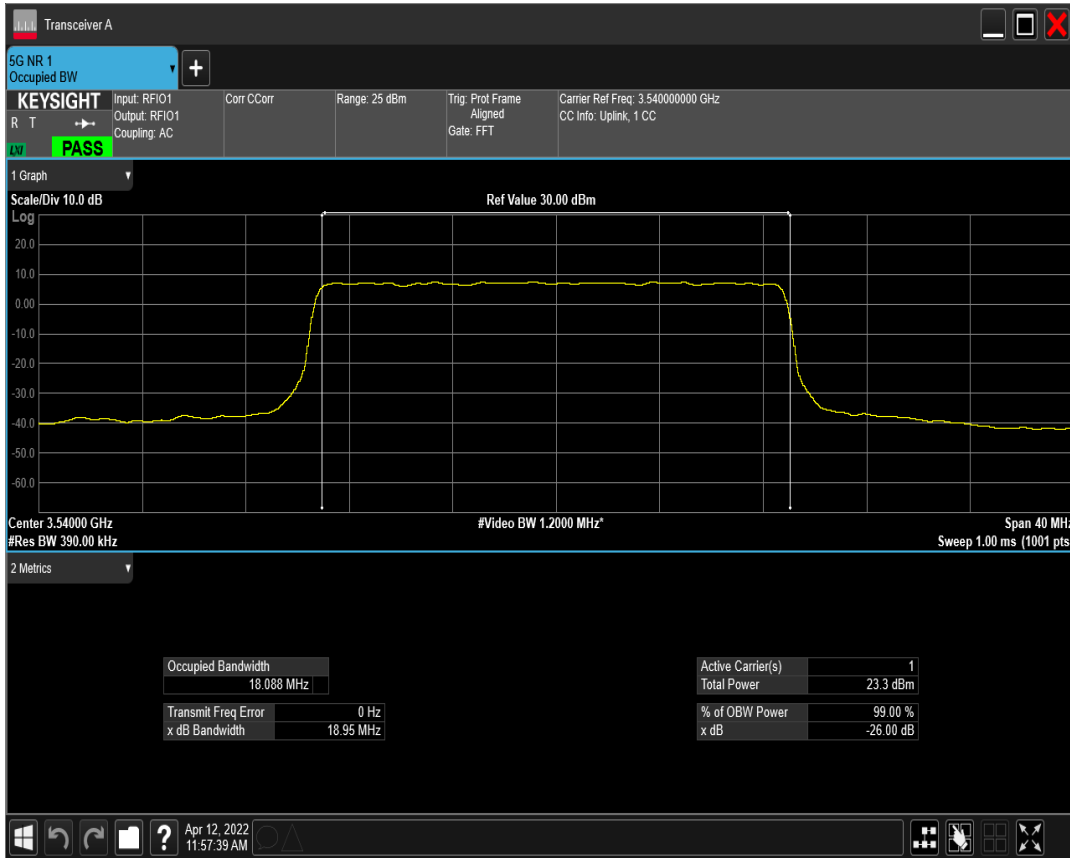 Transceiver A
5G NR 1
Occupied BW
+
KEYSIGHT
R T
LXI
PASS
Input: RFIO1
Output: RFIO1
Coupling: AC
Corr CCorr
Range: 25 dBm
Trig: Prot Frame
Aligned
Gate: FFT
Carrier Ref Freq: 3.540000000 GHz
CC Info: Uplink, 1 CC
1 Graph
Scale/Div 10.0 dB
Ref Value 30.00 dBm
Log
20.0
10.0
0.00
-10.0
-20.0
-30.0
-40.0
-50.0
-60.0
Center 3.54000 GHz
#Video BW 1.2000 MHz*
Span 40 MHz
#Res BW 390.00 kHz
Sweep 1.00 ms (1001 pts
2 Metrics
Occupied Bandwidth
18.088 MHz
Transmit Freq Error 0 Hz
x dB Bandwidth 18.95 MHz
Active Carrier(s) 1
Total Power 23.3 dBm
% of OBW Power 99.00 %
x dB -26.00 dB
?
Apr 12, 2022
11:57:39 AM